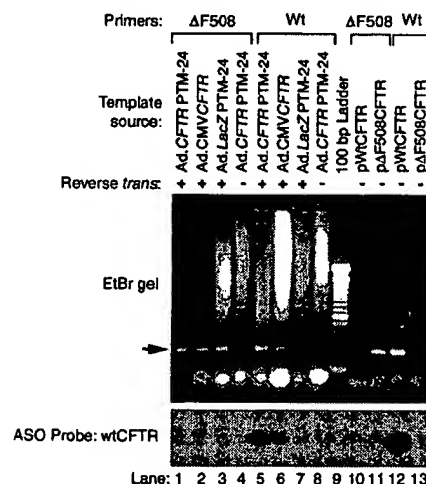 Primers: ΔF508 Wt ΔF508 Wt
Template source:
Ad.CFTR PTM-24
Ad.CMVCFTR
Ad.LacZ PTM-24
Ad.CFTR PTM-24
Ad.CFTR PTM-24
Ad.CMVCFTR
Ad.LacZ PTM-24
Ad.CFTR PTM-24
100 bp Ladder
pWtCFTR
pΔF508CFTR
pWtCFTR
pΔF508CFTR
Reverse trans: + + + - + + + - - - - -
EtBr gel
ASO Probe: wtCFTR
Lane: 1 2 3 4 5 6 7 8 9 10 11 12 13